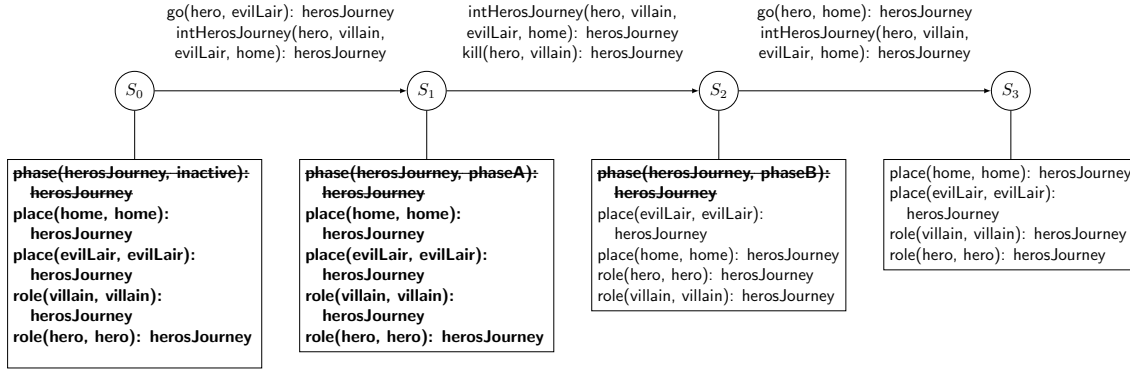 go(hero, evilLair): herosJourney
intHerosJourney(hero, villain,
evilLair, home): herosJourney
intHerosJourney(hero, villain,
evilLair, home): herosJourney
kill(hero, villain): herosJourney
go(hero, home): herosJourney
intHerosJourney(hero, villain,
evilLair, home): herosJourney
S0
S1
S2
S3
phase(herosJourney, inactive):
herosJourney
place(home, home):
herosJourney
place(evilLair, evilLair):
herosJourney
role(villain, villain):
herosJourney
role(hero, hero): herosJourney
phase(herosJourney, phaseA):
herosJourney
place(home, home):
herosJourney
place(evilLair, evilLair):
herosJourney
role(villain, villain):
herosJourney
role(hero, hero): herosJourney
phase(herosJourney, phaseB):
herosJourney
place(evilLair, evilLair):
herosJourney
place(home, home): herosJourney
role(hero, hero): herosJourney
role(villain, villain): herosJourney
place(home, home): herosJourney
place(evilLair, evilLair):
herosJourney
role(villain, villain): herosJourney
role(hero, hero): herosJourney